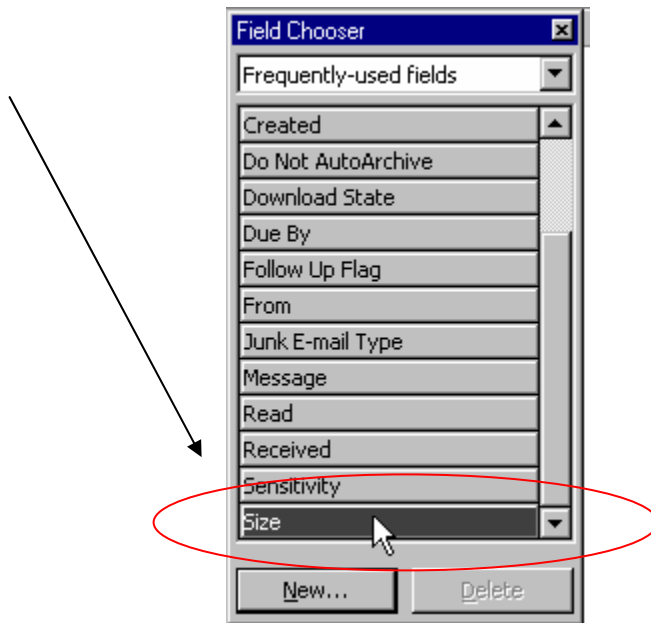 Field Chooser
Frequently-used fields
Created
Do Not AutoArchive
Download State
Due By
Follow Up Flag
From
Junk E-mail Type
Message
Read
Received
Sensitivity
Size
New... Delete